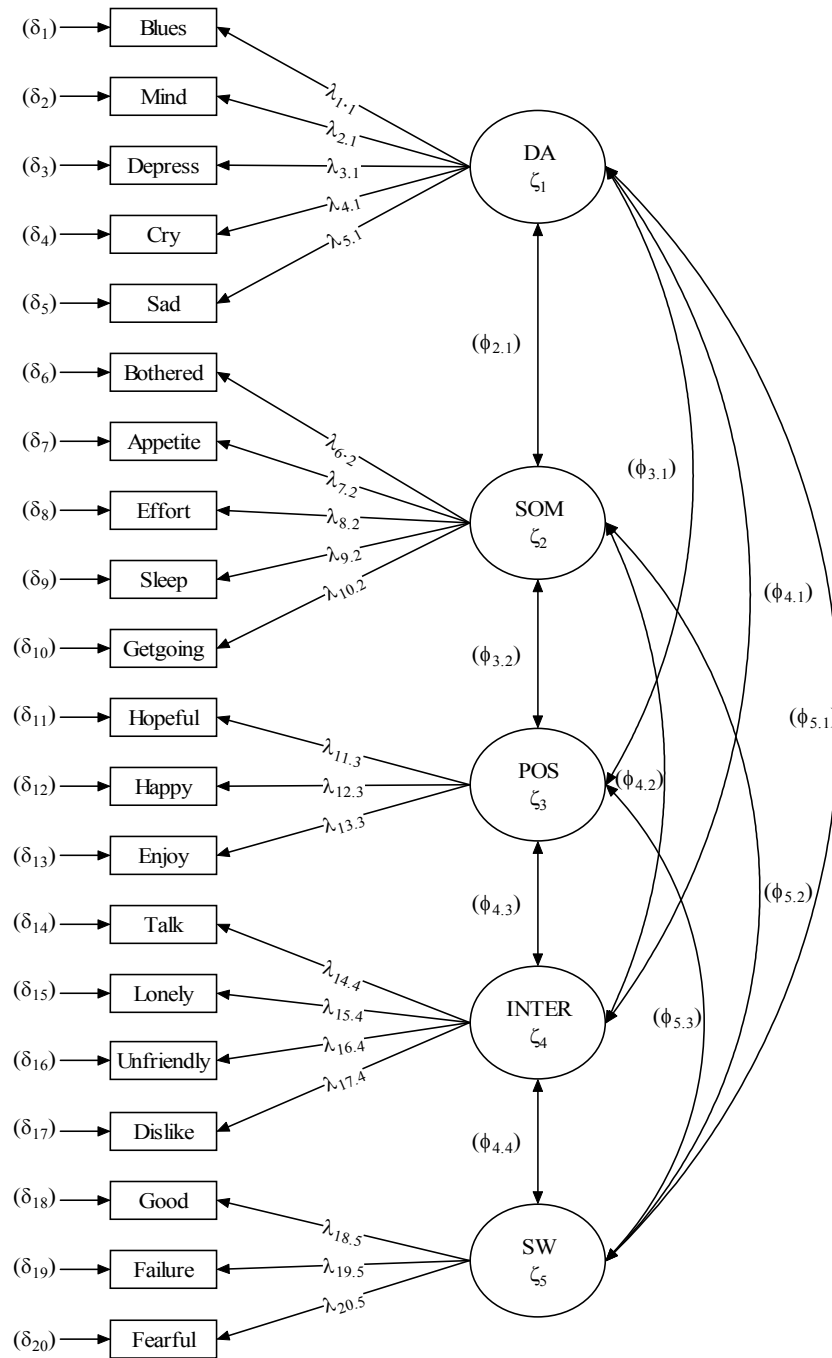 (δ₁) Blues
(δ₂) Mind
(δ₃) Depress
(δ₄) Cry
(δ₅) Sad
(δ₆) Bothered
(δ₇) Appetite
(δ₈) Effort
(δ₉) Sleep
(δ₁₀) Getgoing
(δ₁₁) Hopeful
(δ₁₂) Happy
(δ₁₃) Enjoy
(δ₁₄) Talk
(δ₁₅) Lonely
(δ₁₆) Unfriendly
(δ₁₇) Dislike
(δ₁₈) Good
(δ₁₉) Failure
(δ₂₀) Fearful
λ₁.₁
λ₂.₁
λ₃.₁
λ₄.₁
λ₅.₁
λ₆.₂
λ₇.₂
λ₈.₂
λ₉.₂
λ₁₀.₂
λ₁₁.₃
λ₁₂.₃
λ₁₃.₃
λ₁₄.₄
λ₁₅.₄
λ₁₆.₄
λ₁₇.₄
λ₁₈.₅
λ₁₉.₅
λ₂₀.₅
DA
ζ₁
SOM
ζ₂
POS
ζ₃
INTER
ζ₄
SW
ζ₅
(ϕ₂.₁)
(ϕ₃.₂)
(ϕ₄.₃)
(ϕ₄.₄)
(ϕ₃.₁)
(ϕ₄.₁)
(ϕ₅.₁)
(ϕ₄.₂)
(ϕ₅.₂)
(ϕ₅.₃)